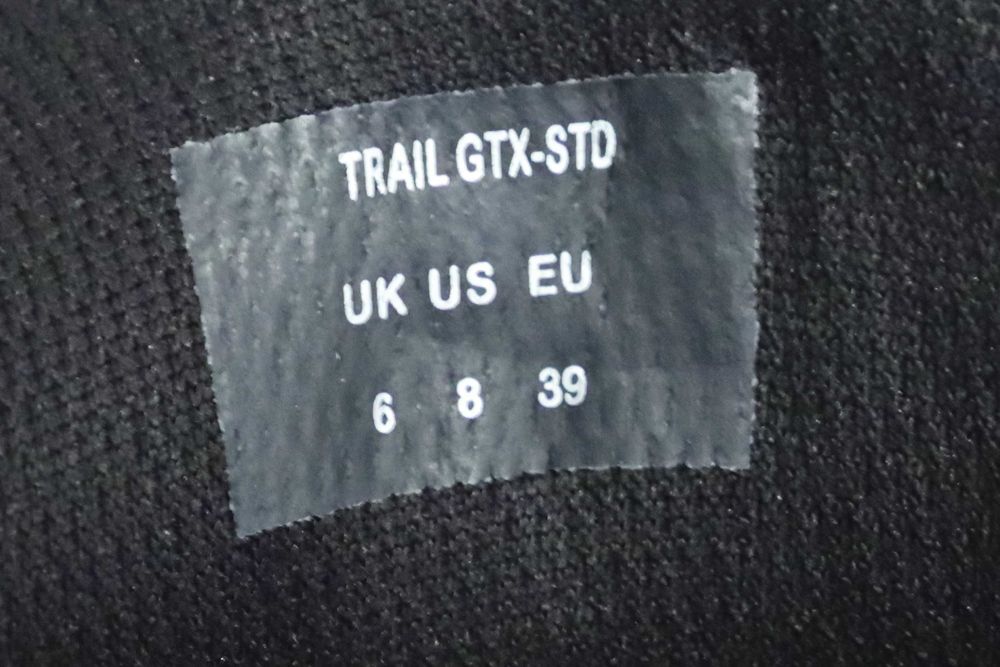 TRAIL GTX-STD
UK US EU
6 8 39